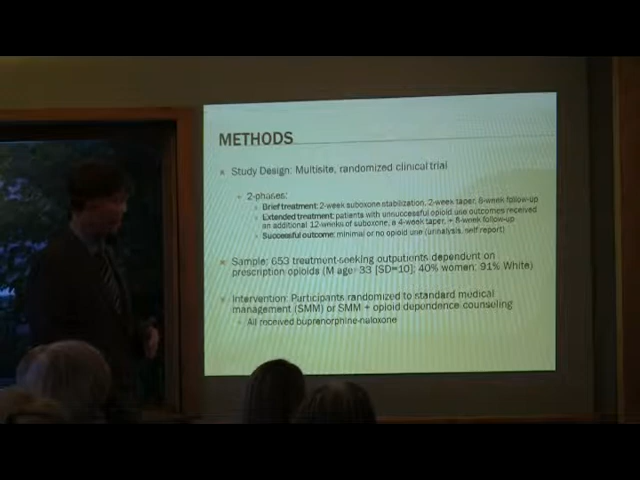 METHODS
Study Design: Multisite, randomized clinical trial
2-phases:
Brief treatment: 2-week suboxone stabilization, 2-week taper, 8-week follow-up
Extended treatment: patients with unsuccessful opioid use outcomes received
an additional 12-weeks of suboxone, a 4-week taper, + 8-week follow-up
Successful outcome: minimal or no opioid use (urinalysis, self report)
Sample: 653 treatment-seeking outpatients dependent on
prescription opioids (M age=33 [SD=10]; 40% women; 91% White)
Intervention: Participants randomized to standard medical
management (SMM) or SMM + opioid dependence counseling
All received buprenorphine-naloxone